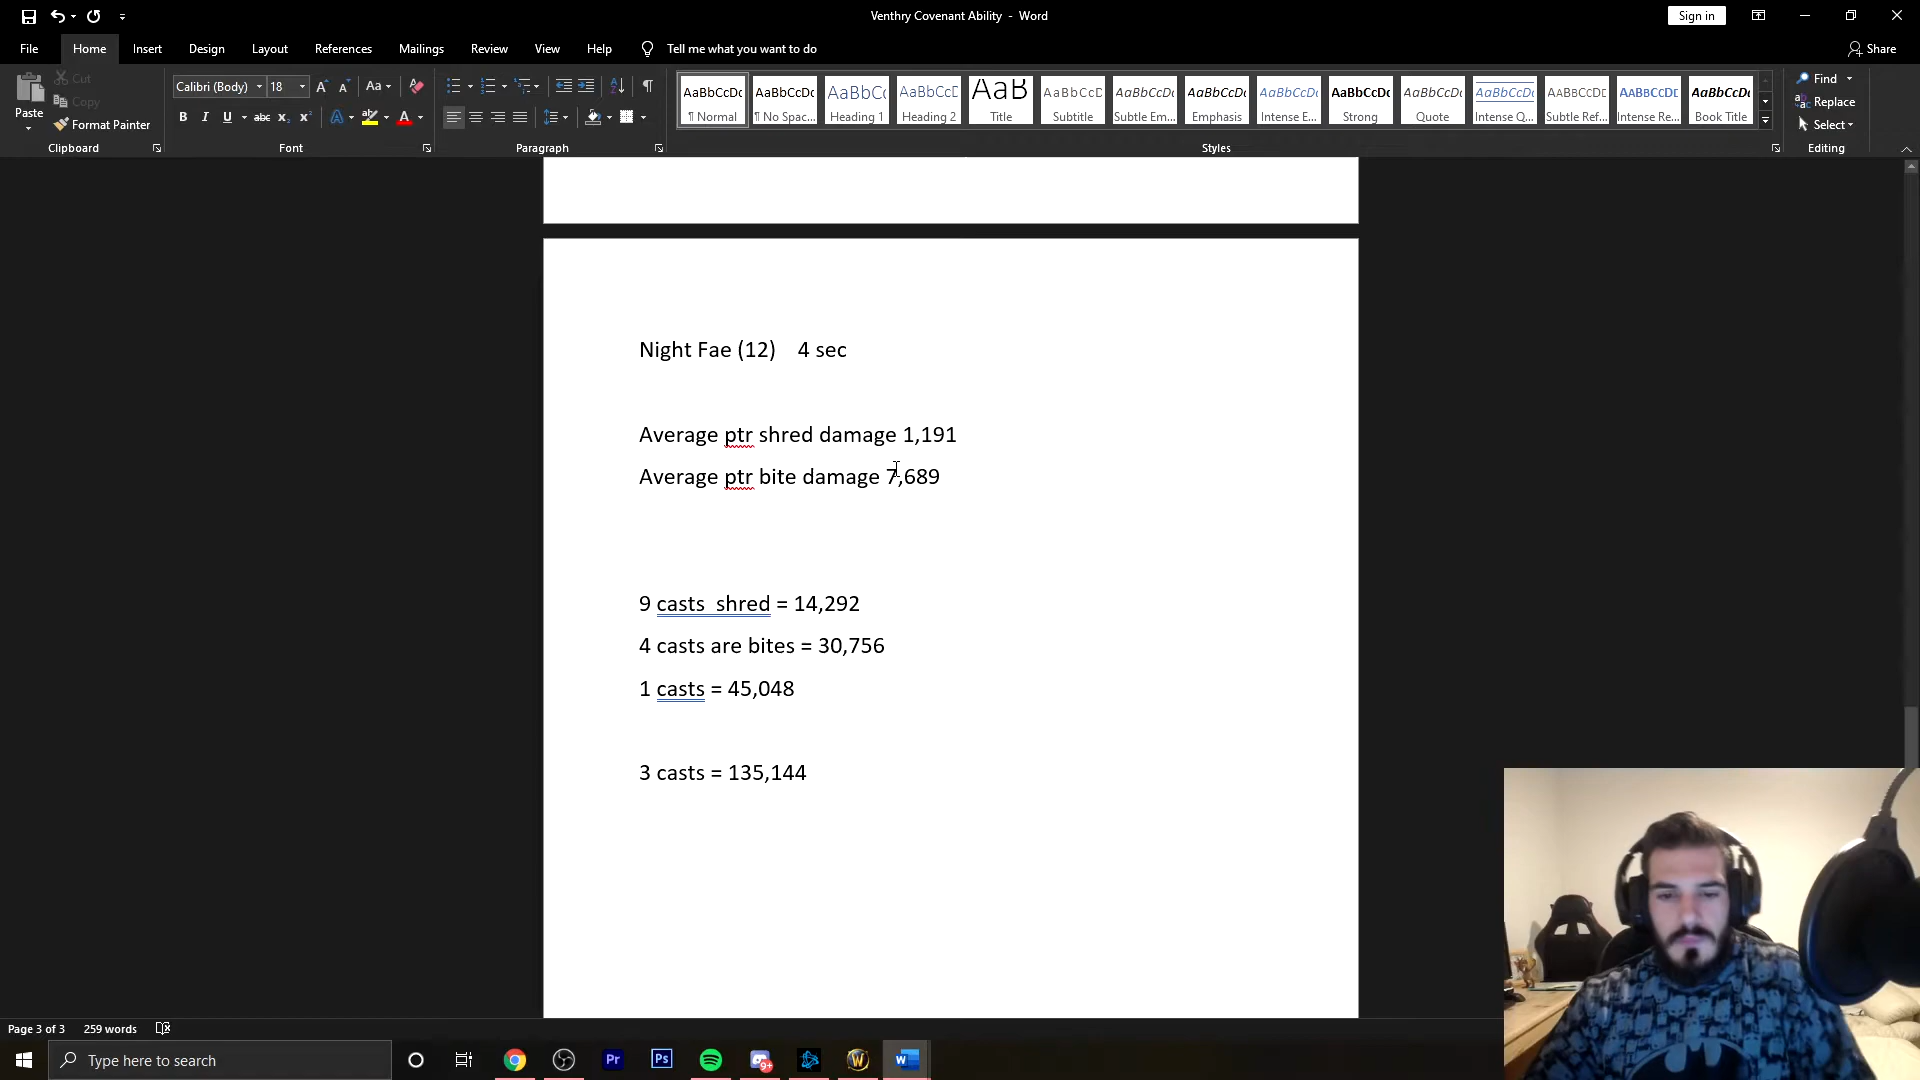 Venthry Covenant Ability - Word
Sign in
File Home Insert Design Layout References Mailings Review View Help Tell me what you want to do Share
Paste Cut
Copy
Format Painter
Clipboard
Calibri (Body) 18
Font
Paragraph
AaBbCcDc AaBbCcDc AaBbC( AaBbCcD AaB AaBbCcD AaBbCcDc AaBbCcDc AaBbCcDc AaBbCcDc AaBbCcDc AaBbCcDc AABBCCDE AABBCCDE AaBbCcDc
¶ Normal ¶ No Spac... Heading 1 Heading 2 Title Subtitle Subtle Em... Emphasis Intense E... Strong Quote Intense Q... Subtle Ref... Intense Re... Book Title
Styles
Find
Replace
Select
Editing
Night Fae (12) 4 sec
Average ptr shred damage 1,191
Average ptr bite damage 7,689
9 casts  shred = 14,292
4 casts are bites = 30,756
1 casts = 45,048
3 casts = 135,144
Page 3 of 3 259 words
Type here to search
Pr Ps 9+ W